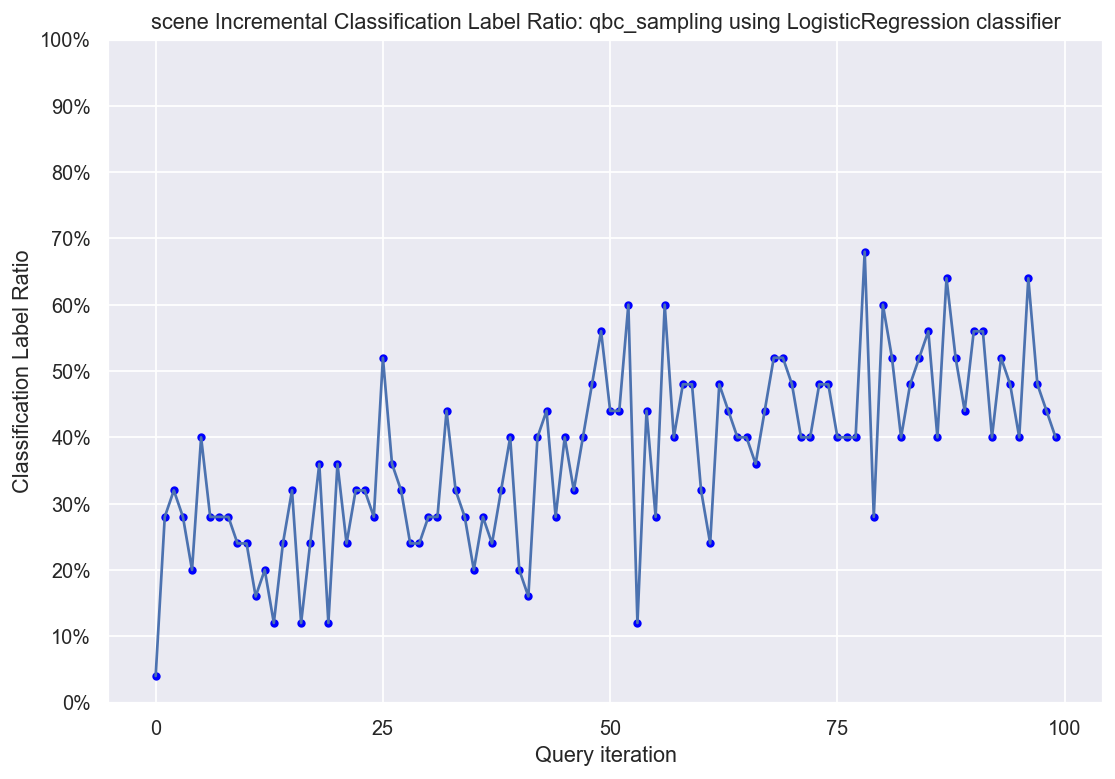 scene Incremental Classification Label Ratio: qbc_sampling using LogisticRegression classifier
100%
90%
80%
70%
60%
50%
40%
30%
20%
10%
0%
Classification Label Ratio
0 25 50 75 100
Query iteration